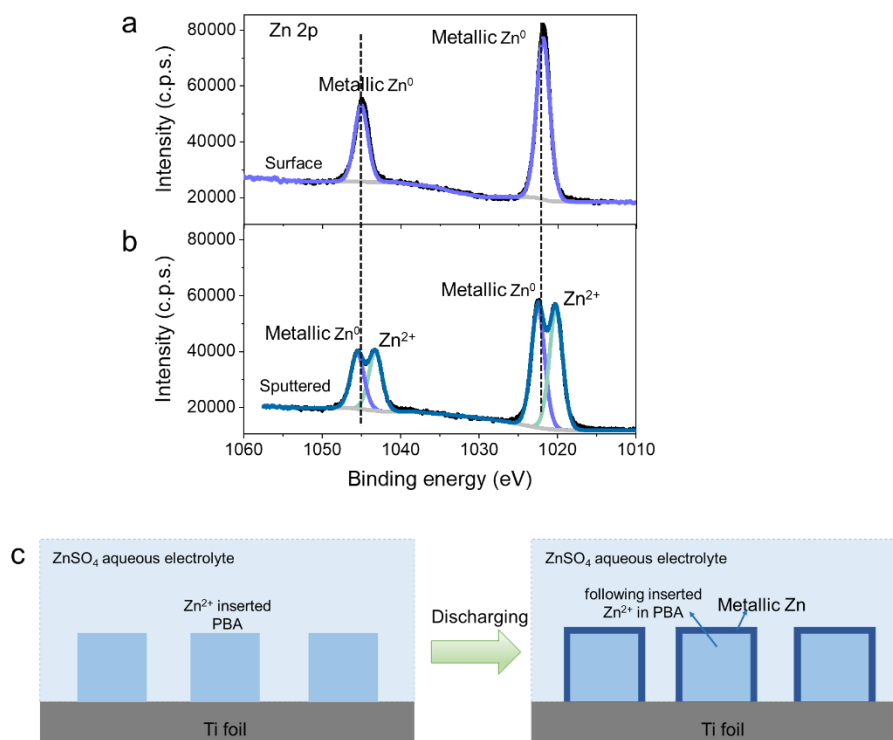 a
Zn 2p
Metallic Zn⁰
Metallic Zn⁰
Surface
80000
60000
40000
20000
Intensity (c.p.s.)
b
Metallic Zn⁰
Zn²⁺
Metallic Zn⁰
Zn²⁺
Sputtered
80000
60000
40000
20000
Intensity (c.p.s.)
1060 1050 1040 1030 1020 1010
Binding energy (eV)
c
ZnSO₄ aqueous electrolyte
Zn²⁺ inserted
PBA
Ti foil
Discharging
ZnSO₄ aqueous electrolyte
following inserted
Zn²⁺ in PBA
Metallic Zn
Ti foil